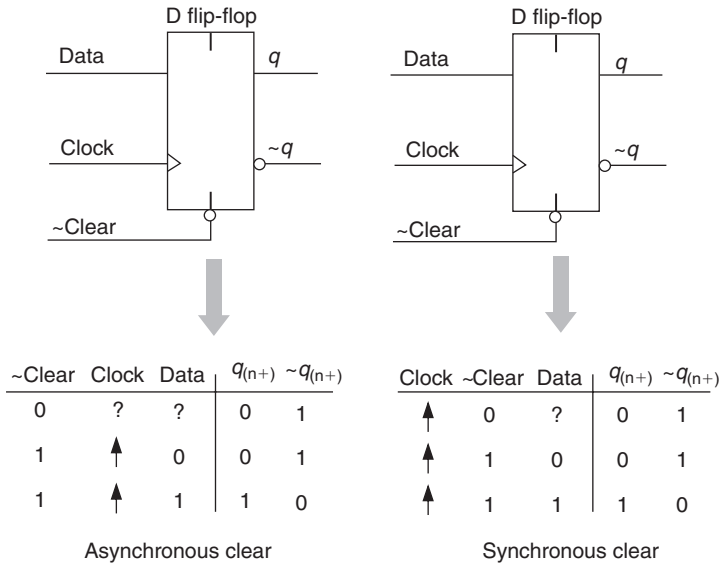 D flip-flop
Data
q
Clock
~q
~Clear
D flip-flop
Data
q
Clock
~q
~Clear
~Clear Clock Data q(n+) ~q(n+)
0 ? ? 0 1
1 0 0 1
1 1 1 0
Asynchronous clear
Clock ~Clear Data q(n+) ~q(n+)
0 ? 0 1
1 0 0 1
1 1 1 0
Synchronous clear